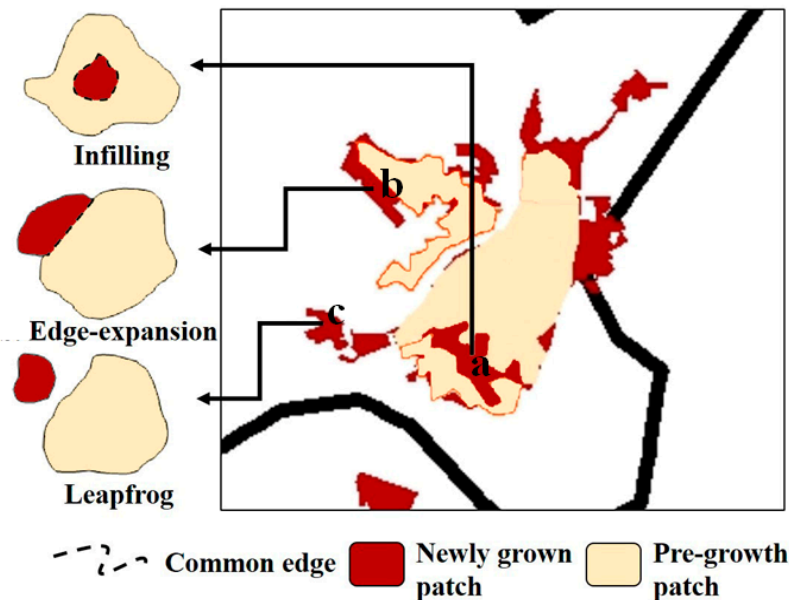 Infilling
b
Edge-expansion
c
a
Leapfrog
Common edge
Newly grown
patch
Pre-growth
patch